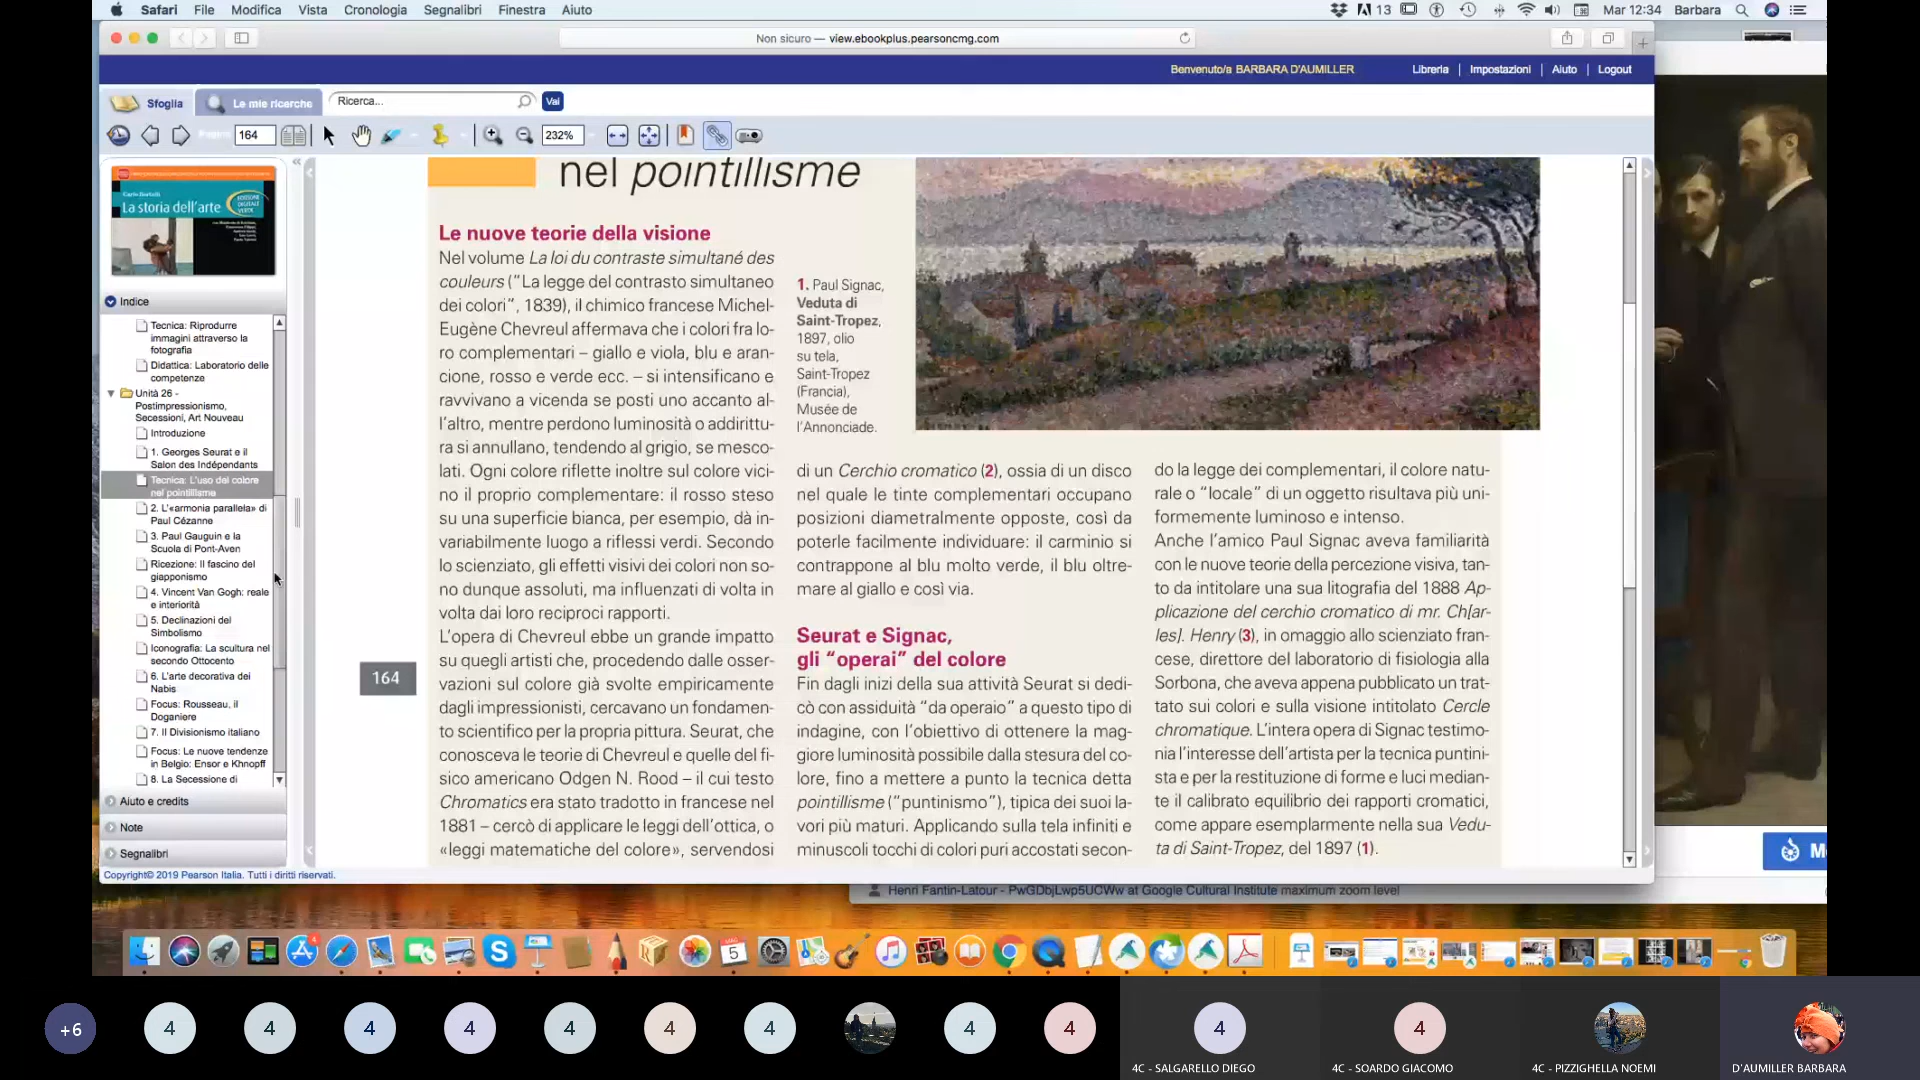 Safari File Modifica Vista Cronologia Segnalibri Finestra Aiuto
13 Mar 12:34 Barbara
Non sicuro — view.ebookplus.pearsoncmg.com
Benvenuto/a BARBARA D'AUMILLER Libreria | Impostazioni | Aiuto | Logout
Sfoglia Le mie ricerche Ricerca... Vai
164 232%
La storia dell'arte
Indice
Tecnica: Riprodurre
immagini attraverso la
fotografia
Didattica: Laboratorio delle
competenze
Unità 26 -
Postimpressionismo,
Secessioni, Art Nouveau
Introduzione
1. Georges Seurat e il
Salon des Indépendants
Tecnica: L'uso del colore
nel pointillisme
2. L'«armonia parallela» di
Paul Cézanne
3. Paul Gauguin e la
Scuola di Pont-Aven
Ricezione: Il fascino del
giapponismo
4. Vincent Van Gogh: reale
e interiorità
5. Declinazioni del
Simbolismo
Iconografia: La scultura nel
secondo Ottocento
6. L'arte decorativa dei
Nabis
Focus: Rousseau, il
Doganiere
7. Il Divisionismo italiano
Focus: Le nuove tendenze
in Belgio: Ensor e Khnopff
8. La Secessione di
Aiuto e credits
Note
Segnalibri
Copyright© 2019 Pearson Italia. Tutti i diritti riservati.
nel pointillisme
Le nuove teorie della visione
Nel volume La loi du contraste simultané des
couleurs ("La legge del contrasto simultaneo
dei colori", 1839), il chimico francese Michel-
Eugène Chevreul affermava che i colori fra lo-
ro complementari – giallo e viola, blu e aran-
cione, rosso e verde ecc. – si intensificano e
ravvivano a vicenda se posti uno accanto al-
l'altro, mentre perdono luminosità o addirittu-
ra si annullano, tendendo al grigio, se mesco-
lati. Ogni colore riflette inoltre sul colore vici-
no il proprio complementare: il rosso steso
su una superficie bianca, per esempio, dà in-
variabilmente luogo a riflessi verdi. Secondo
lo scienziato, gli effetti visivi dei colori non so-
no dunque assoluti, ma influenzati di volta in
volta dai loro reciproci rapporti.
L'opera di Chevreul ebbe un grande impatto
su quegli artisti che, procedendo dalle osser-
vazioni sul colore già svolte empiricamente
dagli impressionisti, cercavano un fondamen-
to scientifico per la propria pittura. Seurat, che
conosceva le teorie di Chevreul e quelle del fi-
sico americano Odgen N. Rood – il cui testo
Chromatics era stato tradotto in francese nel
1881 – cercò di applicare le leggi dell'ottica, o
«leggi matematiche del colore», servendosi
164
1. Paul Signac,
Veduta di
Saint-Tropez,
1897, olio
su tela,
Saint-Tropez
(Francia),
Musée de
l'Annonciade.
di un Cerchio cromatico (2), ossia di un disco
nel quale le tinte complementari occupano
posizioni diametralmente opposte, così da
poterle facilmente individuare: il carminio si
contrappone al blu molto verde, il blu oltre-
mare al giallo e così via.
Seurat e Signac,
gli "operai" del colore
Fin dagli inizi della sua attività Seurat si dedi-
cò con assiduità "da operaio" a questo tipo di
indagine, con l'obiettivo di ottenere la mag-
giore luminosità possibile dalla stesura del co-
lore, fino a mettere a punto la tecnica detta
pointillisme ("puntinismo"), tipica dei suoi la-
vori più maturi. Applicando sulla tela infiniti e
minuscoli tocchi di colori puri accostati secon-
do la legge dei complementari, il colore natu-
rale o "locale" di un oggetto risultava più uni-
formemente luminoso e intenso.
Anche l'amico Paul Signac aveva familiarità
con le nuove teorie della percezione visiva, tan-
to da intitolare una sua litografia del 1888 Ap-
plicazione del cerchio cromatico di mr. Ch[ar-
les]. Henry (3), in omaggio allo scienziato fran-
cese, direttore del laboratorio di fisiologia alla
Sorbona, che aveva appena pubblicato un trat-
tato sui colori e sulla visione intitolato Cercle
chromatique. L'intera opera di Signac testimo-
nia l'interesse dell'artista per la tecnica puntini-
sta e per la restituzione di forme e luci median-
te il calibrato equilibrio dei rapporti cromatici,
come appare esemplarmente nella sua Vedu-
ta di Saint-Tropez, del 1897 (1).
Henri Fantin-Latour - PwGDbjLwp5UCWw at Google Cultural Institute maximum zoom level
5
+6 4 4 4 4 4 4 4 4 4 4 4
4C - SALGARELLO DIEGO 4C - SOARDO GIACOMO 4C - PIZZIGHELLA NOEMI D'AUMILLER BARBARA